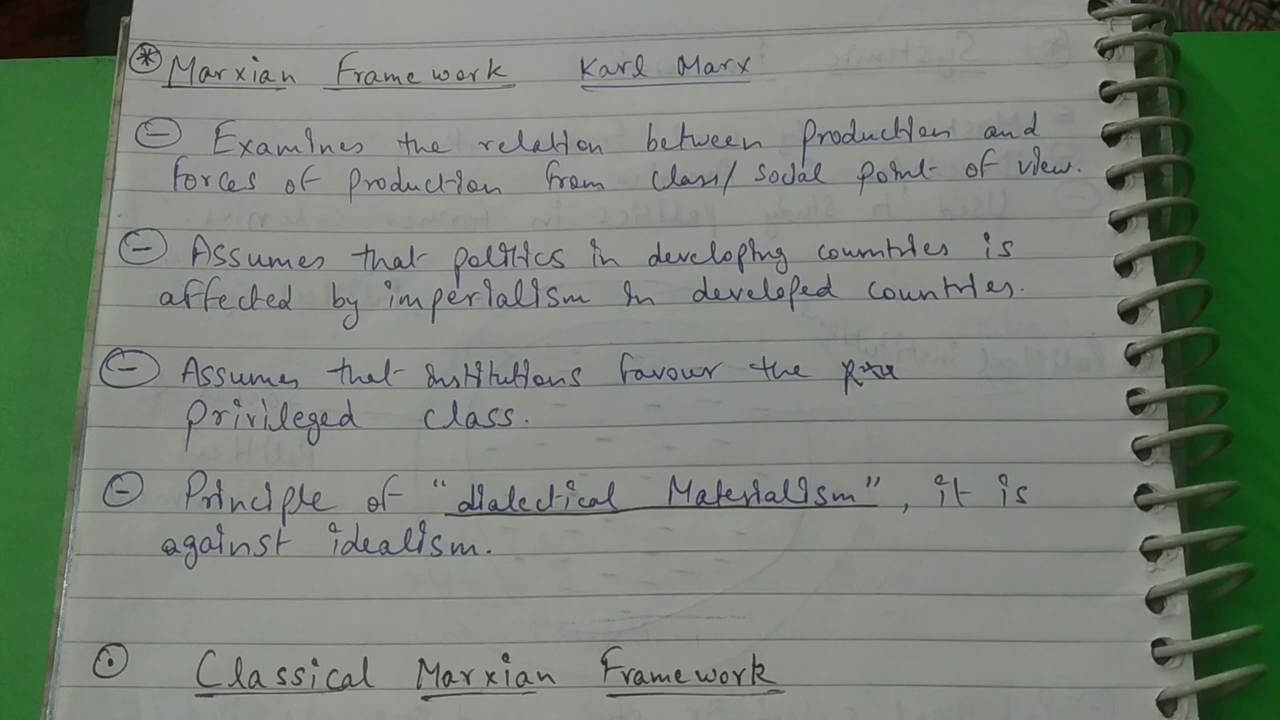 * Marxian Framework Karl Marx
- Examines the relation between production and
forces of production from class/ social point of view.
- Assumes that politics in developing countries is
affected by imperialism in developed countries.
- Assumes that institutions favour the
privileged class.
- Principle of "dialectical Materialism", it is
against idealism.
• Classical Marxian Framework